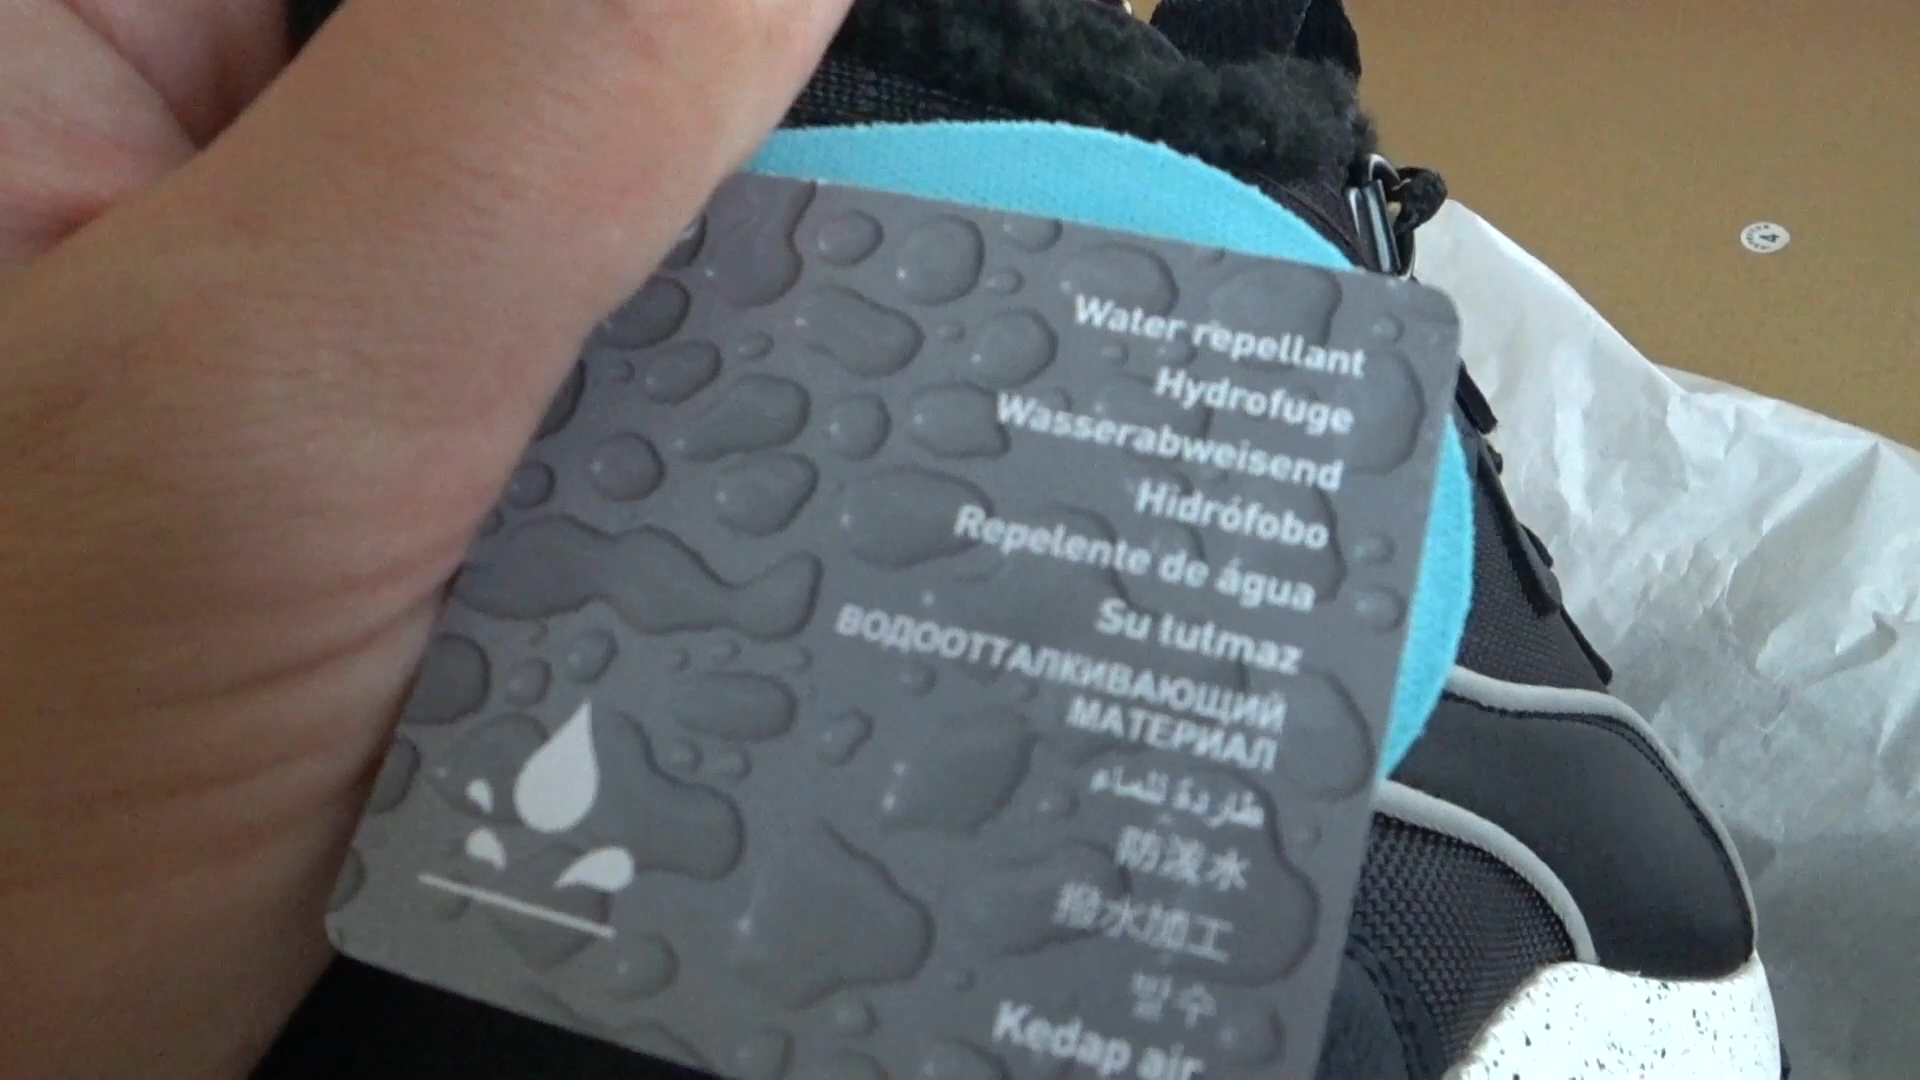 Water repellant
Hydrofuge
Wasserabweisend
Hidrófobo
Repelente de água
Su tutmaz
ВОДООТТАЛКИВАЮЩИЙ
МАТЕРИАЛ
طاردة للماء
防泼水
撥水加工
발수
Kedap air